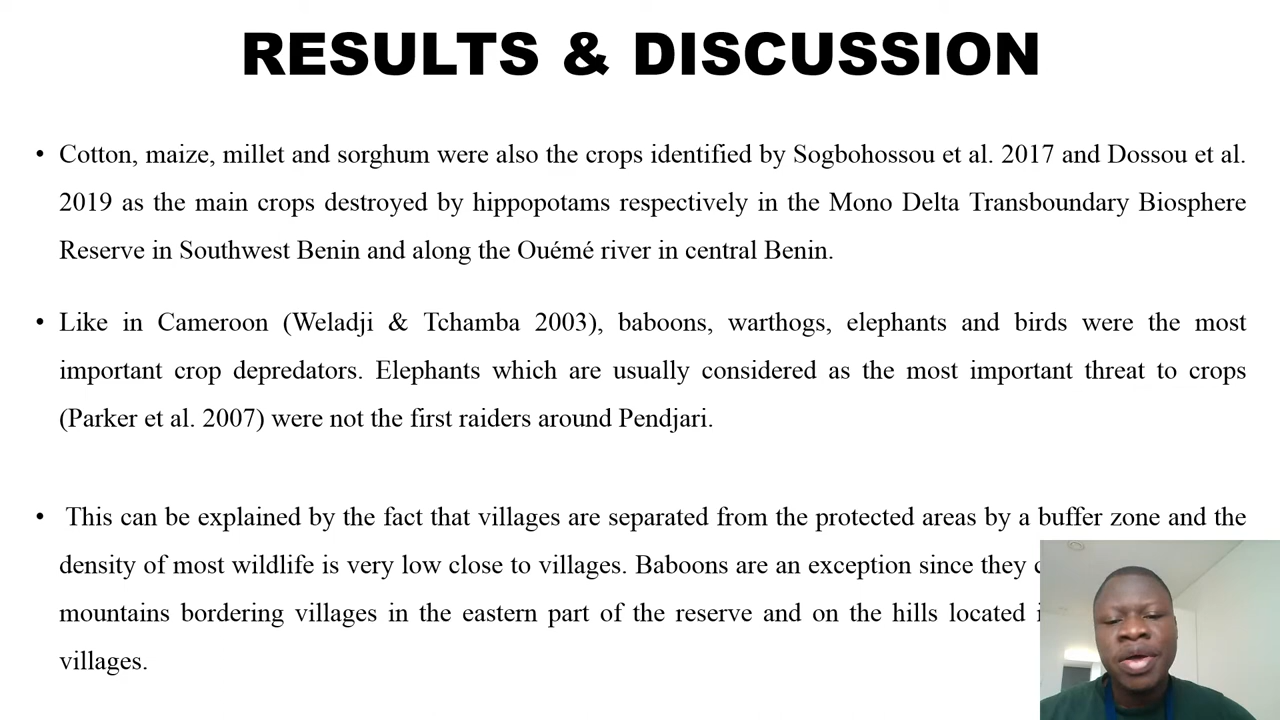 RESULTS & DISCUSSION
• Cotton, maize, millet and sorghum were also the crops identified by Sogbohossou et al. 2017 and Dossou et al.
2019 as the main crops destroyed by hippopotams respectively in the Mono Delta Transboundary Biosphere
Reserve in Southwest Benin and along the Ouémé river in central Benin.
• Like in Cameroon (Weladji & Tchamba 2003), baboons, warthogs, elephants and birds were the most
important crop depredators. Elephants which are usually considered as the most important threat to crops
(Parker et al. 2007) were not the first raiders around Pendjari.
• This can be explained by the fact that villages are separated from the protected areas by a buffer zone and the
density of most wildlife is very low close to villages. Baboons are an exception since they
mountains bordering villages in the eastern part of the reserve and on the hills located
villages.